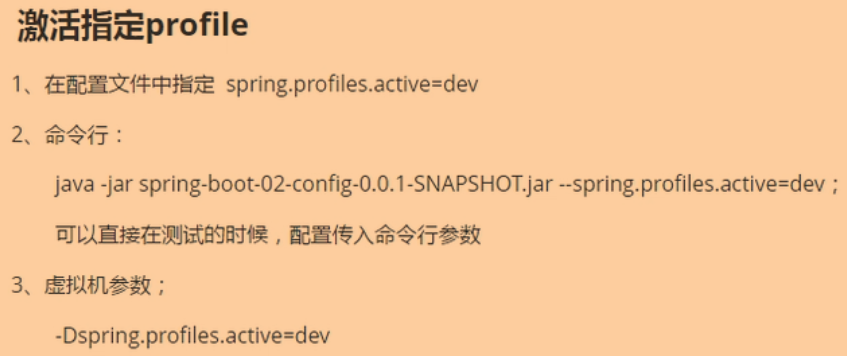 激活指定profile
1、在配置文件中指定 spring.profiles.active=dev
2、命令行：
java -jar spring-boot-02-config-0.0.1-SNAPSHOT.jar --spring.profiles.active=dev；
可以直接在测试的时候，配置传入命令行参数
3、虚拟机参数；
-Dspring.profiles.active=dev